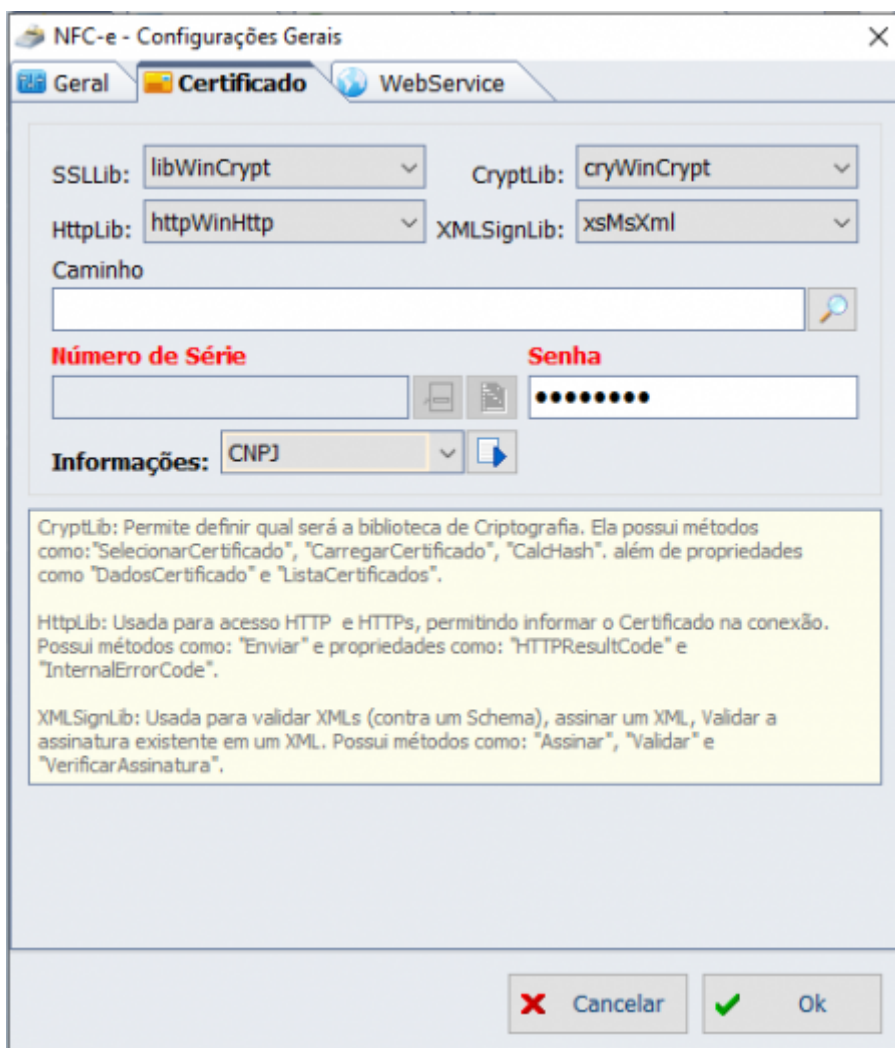 NFC-e - Configurações Gerais
Geral Certificado WebService
SSLLib: libWinCrypt CryptLib: cryWinCrypt
HttpLib: httpWinHttp XMLSignLib: xsMsXml
Caminho
Número de Série Senha
••••••••
Informações: CNPJ
CryptLib: Permite definir qual será a biblioteca de Criptografia. Ela possui métodos
como:"SelecionarCertificado", "CarregarCertificado", "CalcHash". além de propriedades
como "DadosCertificado" e "ListaCertificados".
HttpLib: Usada para acesso HTTP e HTTPs, permitindo informar o Certificado na conexão.
Possui métodos como: "Enviar" e propriedades como: "HTTPResultCode" e
"InternalErrorCode".
XMLSignLib: Usada para validar XMLs (contra um Schema), assinar um XML, Validar a
assinatura existente em um XML. Possui métodos como: "Assinar", "Validar" e
"VerificarAssinatura".
Cancelar Ok